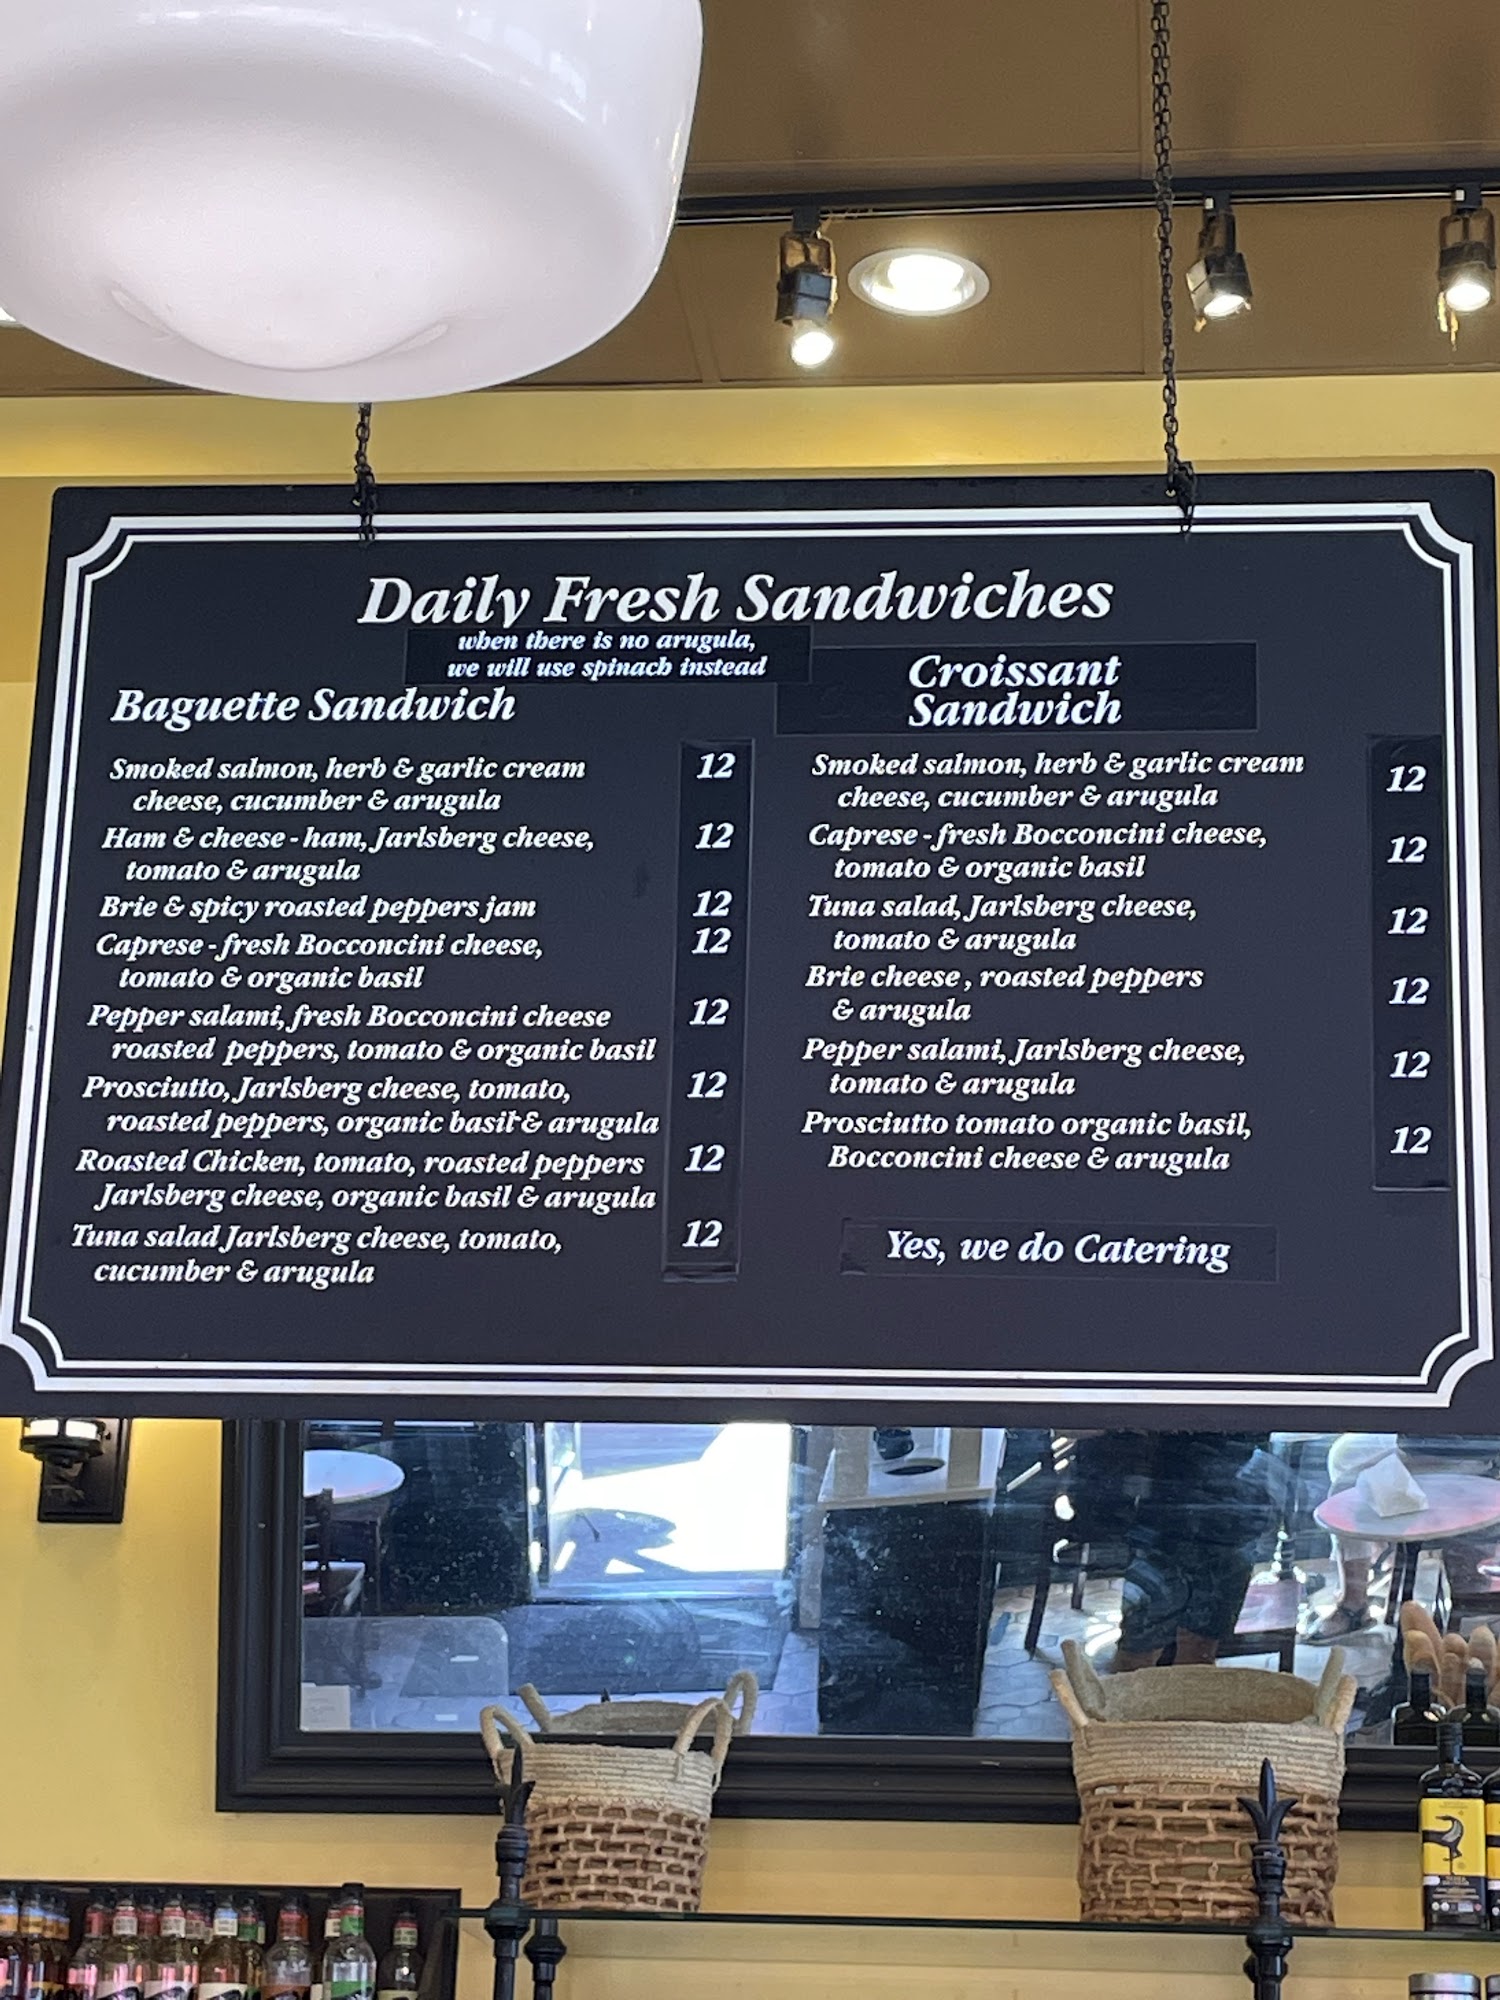 Daily Fresh Sandwiches
when there is no arugula,
we will use spinach instead
Baguette Sandwich
Smoked salmon, herb & garlic cream 12
cheese, cucumber & arugula
Ham & cheese - ham, Jarlsberg cheese, 12
tomato & arugula
Brie & spicy roasted peppers jam 12
Caprese - fresh Bocconcini cheese, 12
tomato & organic basil
Pepper salami, fresh Bocconcini cheese 12
roasted peppers, tomato & organic basil
Prosciutto, Jarlsberg cheese, tomato, 12
roasted peppers, organic basil & arugula
Roasted Chicken, tomato, roasted peppers 12
Jarlsberg cheese, organic basil & arugula
Tuna salad Jarlsberg cheese, tomato, 12
cucumber & arugula
Croissant
Sandwich
Smoked salmon, herb & garlic cream 12
cheese, cucumber & arugula
Caprese - fresh Bocconcini cheese, 12
tomato & organic basil
Tuna salad, Jarlsberg cheese, 12
tomato & arugula
Brie cheese , roasted peppers 12
& arugula
Pepper salami, Jarlsberg cheese, 12
tomato & arugula
Prosciutto tomato organic basil, 12
Bocconcini cheese & arugula
Yes, we do Catering